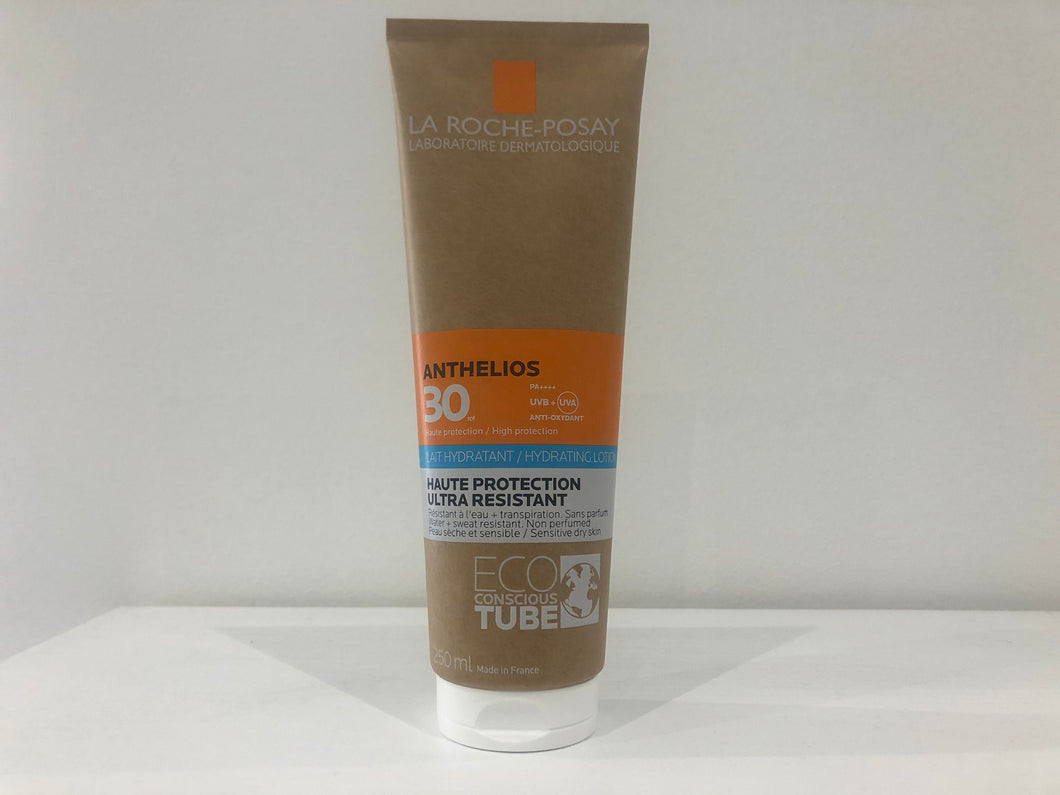 LA ROCHE-POSAY
LABORATOIRE DERMATOLOGIQUE
ANTHELIOS
30 SPF
PA++++
UVB + UVA
ANTI-OXYDANT
Haute protection / High protection
LAIT HYDRATANT / HYDRATING LOTION
HAUTE PROTECTION
ULTRA RESISTANT
Résistant à l'eau + transpiration. Sans parfum
Water + sweat resistant. Non perfumed
Peau sèche et sensible / Sensitive dry skin
ECO
CONSCIOUS
TUBE
250 ml Made in France